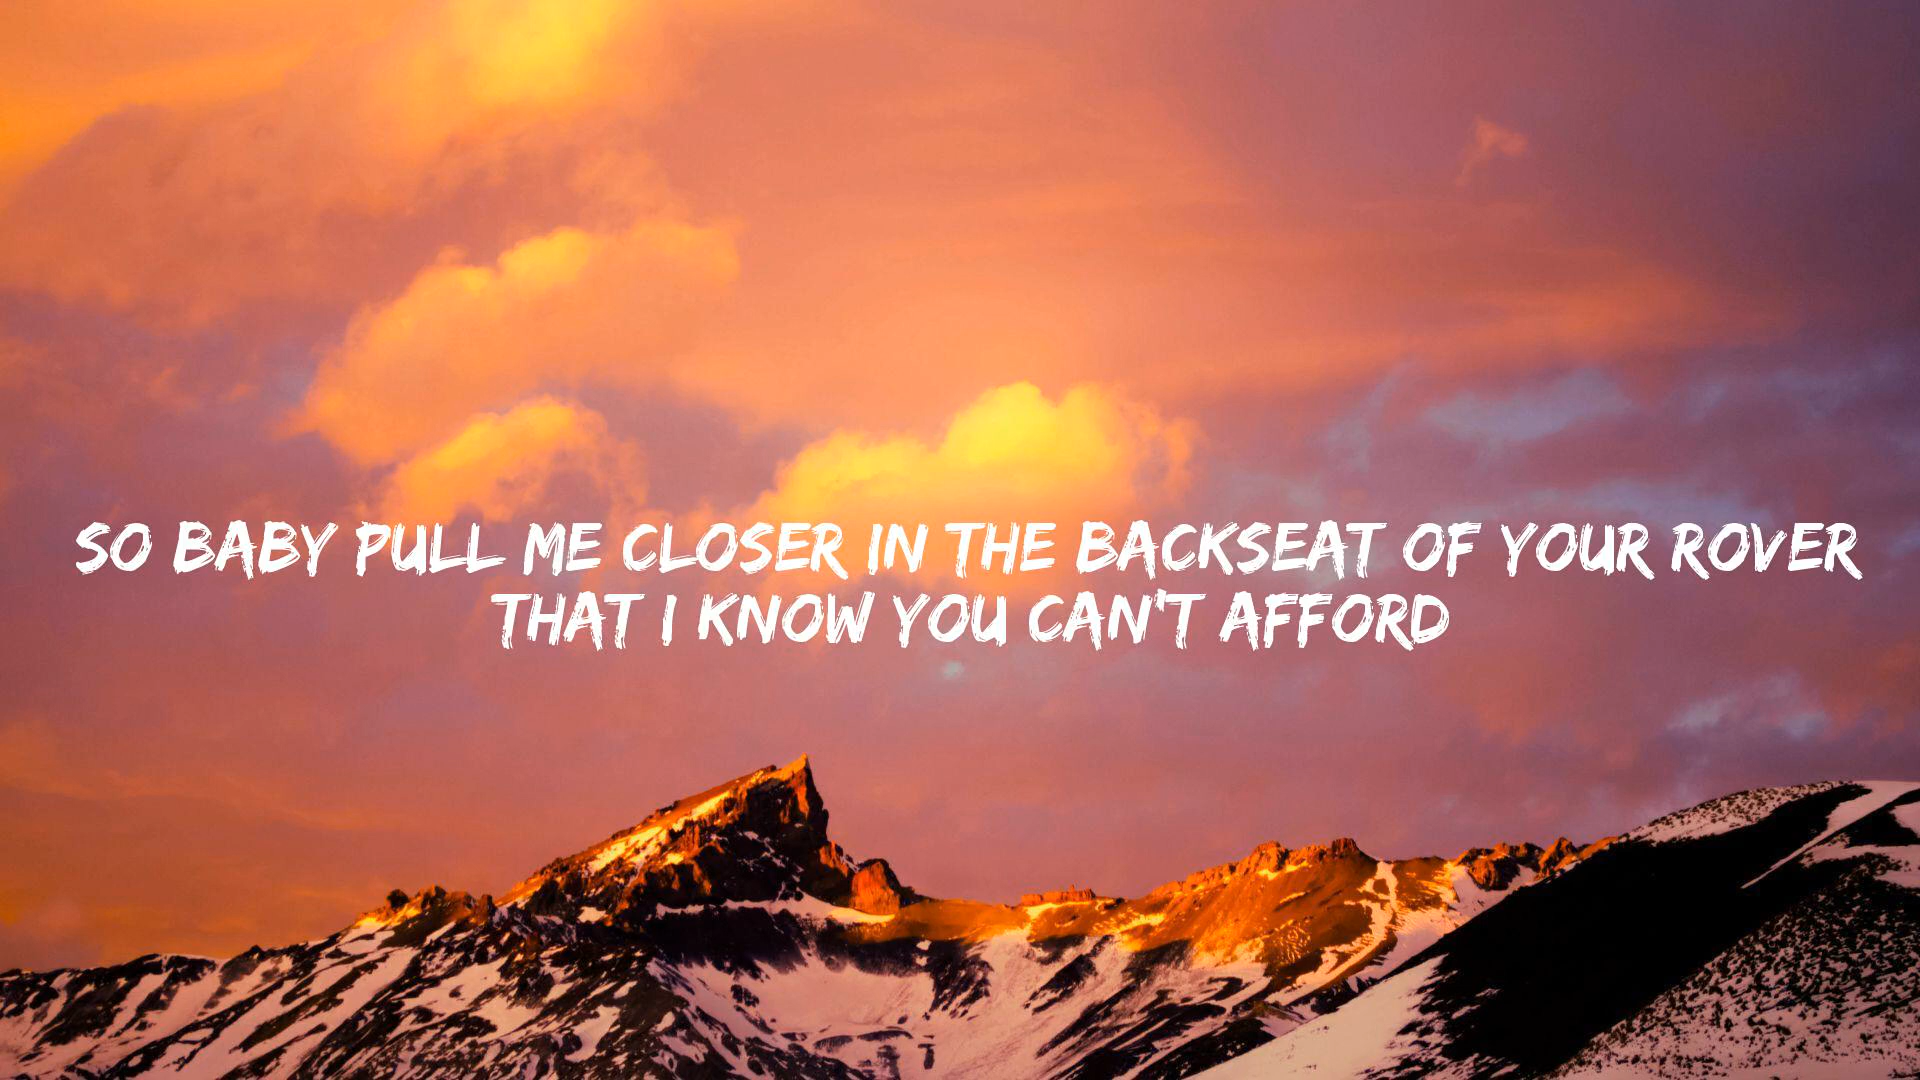 SO BABY PULL ME CLOSER IN THE BACKSEAT OF YOUR ROVER
THAT I KNOW YOU CAN'T AFFORD